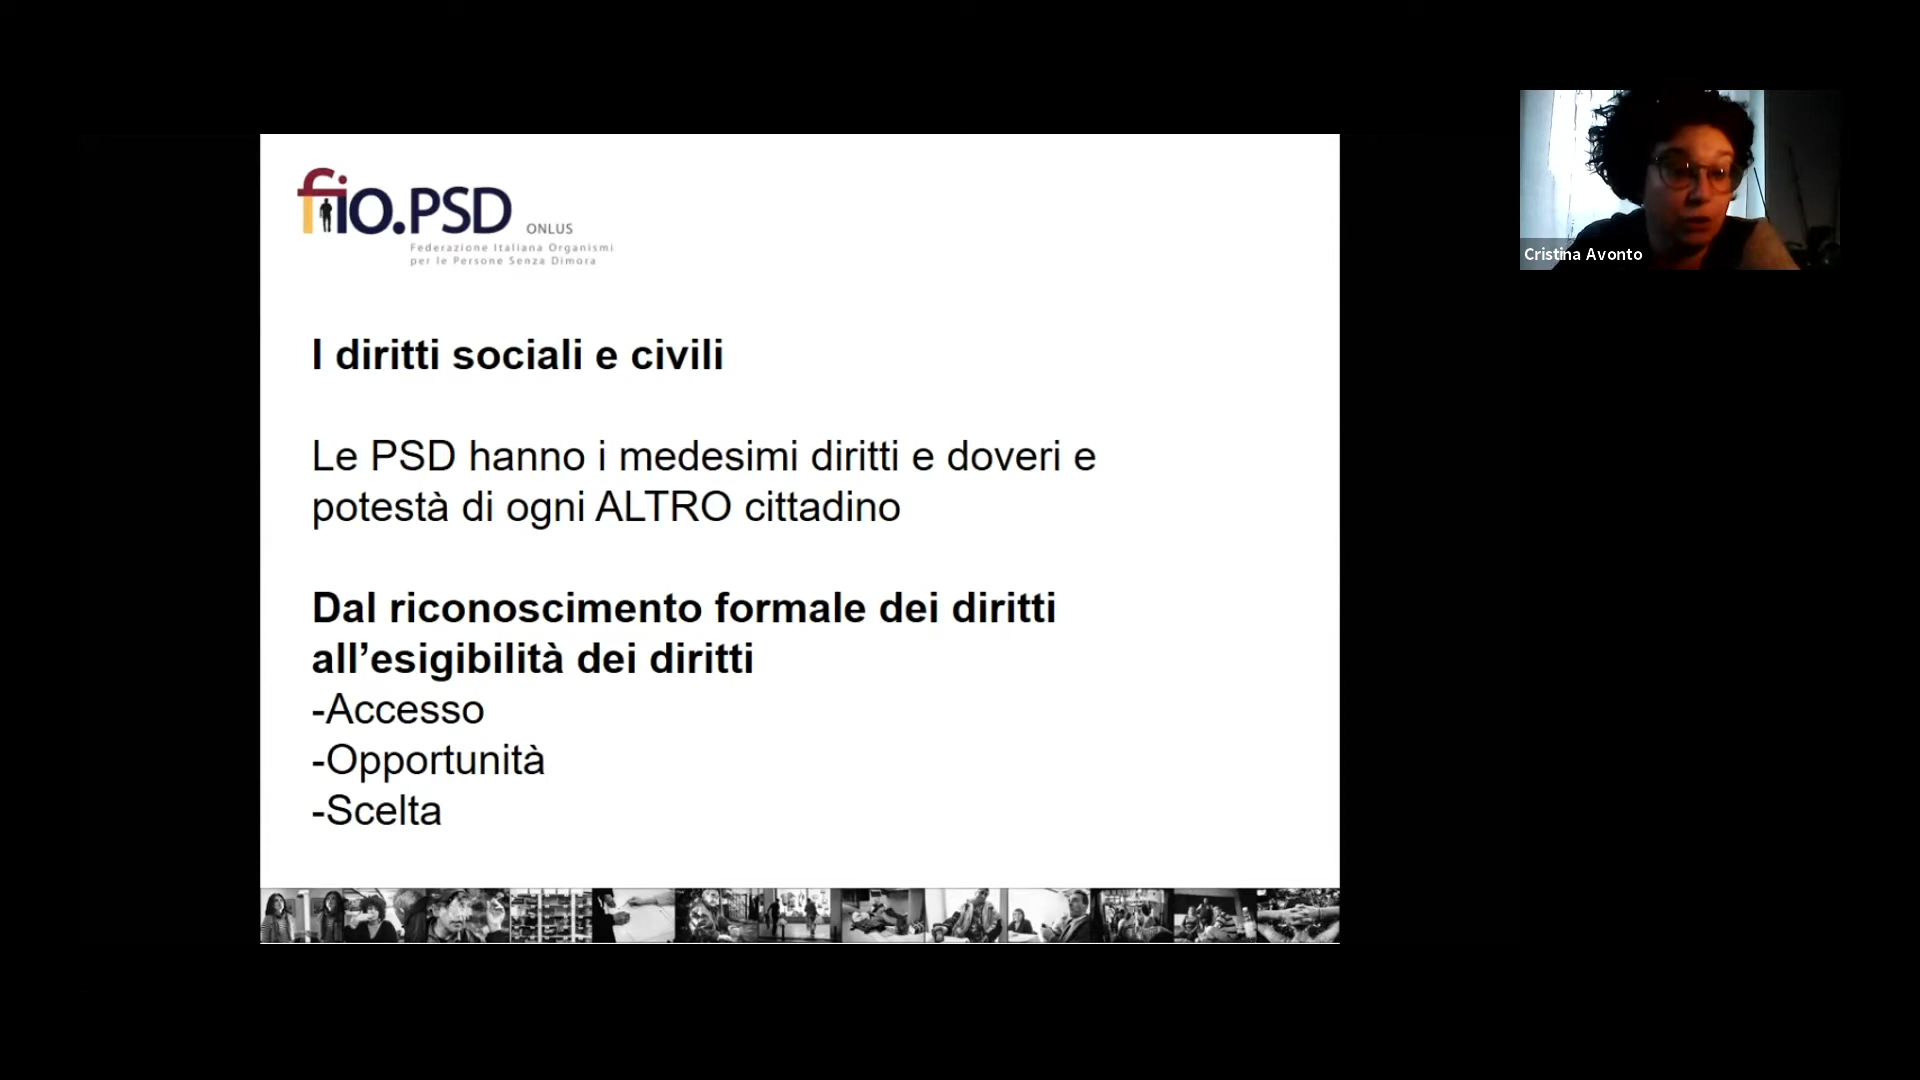 fio.PSD ONLUS
Federazione Italiana Organismi
per le Persone Senza Dimora
Cristina Avonto
I diritti sociali e civili
Le PSD hanno i medesimi diritti e doveri e
potestà di ogni ALTRO cittadino
Dal riconoscimento formale dei diritti
all’esigibilità dei diritti
-Accesso
-Opportunità
-Scelta